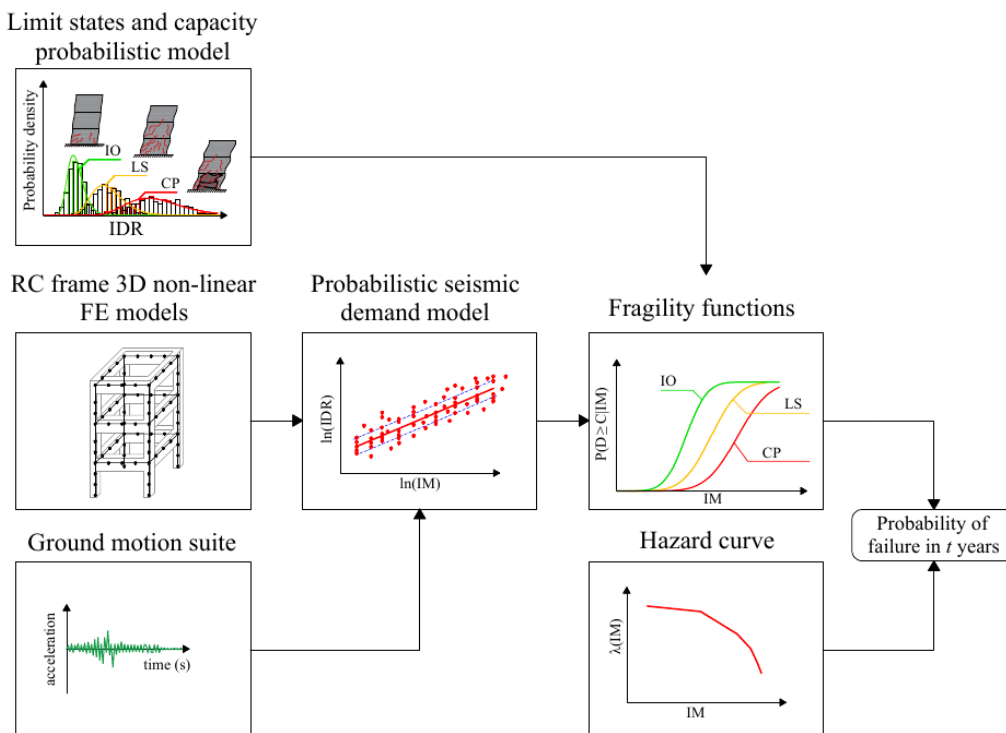 Limit states and capacity
probabilistic model
Probability density
IO
LS
CP
IDR
RC frame 3D non-linear
FE models
Probabilistic seismic
demand model
ln(IDR)
ln(IM)
Fragility functions
P(D ≥ C|IM)
IO
LS
CP
IM
Ground motion suite
acceleration
time (s)
Hazard curve
λ(IM)
IM
Probability of
failure in t years